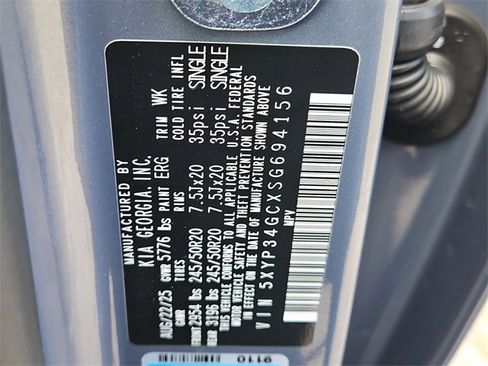 MANUFACTURED BY
KIA GEORGIA, INC.
AUG/22/25 GVWR 5776 lbs PAINT ERG TRIM WK
GAWR TIRES RIMS COLD TIRE INFL
FRONT 2954 lbs 245/50R20 7.5Jx20 35psi SINGLE
REAR 3196 lbs 245/50R20 7.5Jx20 35psi SINGLE
THIS VEHICLE CONFORMS TO ALL APPLICABLE U.S.A. FEDERAL
MOTOR VEHICLE SAFETY AND THEFT PREVENTION
STANDARDS IN EFFECT ON THE DATE OF MANUFACTURE SHOWN ABOVE
VIN 5XYP34GCXSG694156
MPV
9110